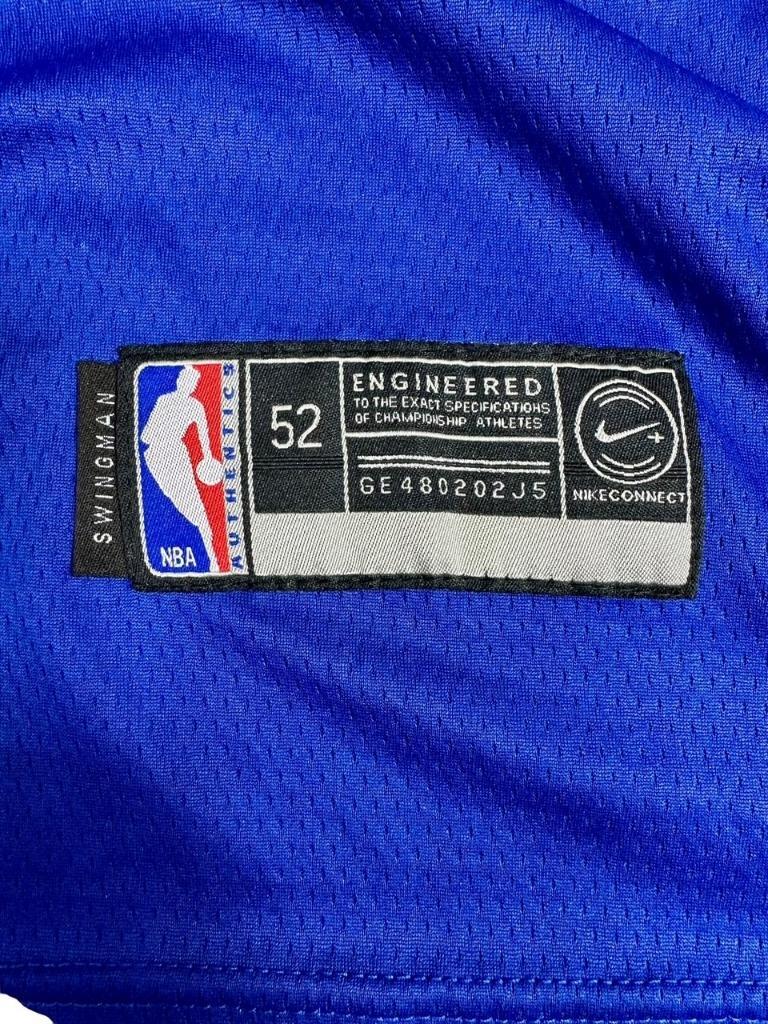 SWINGMAN
NBA
AUTHENTICS
52
ENGINEERED
TO THE EXACT SPECIFICATIONS
OF CHAMPIONSHIP ATHLETES
GE480202J5
NIKECONNECT